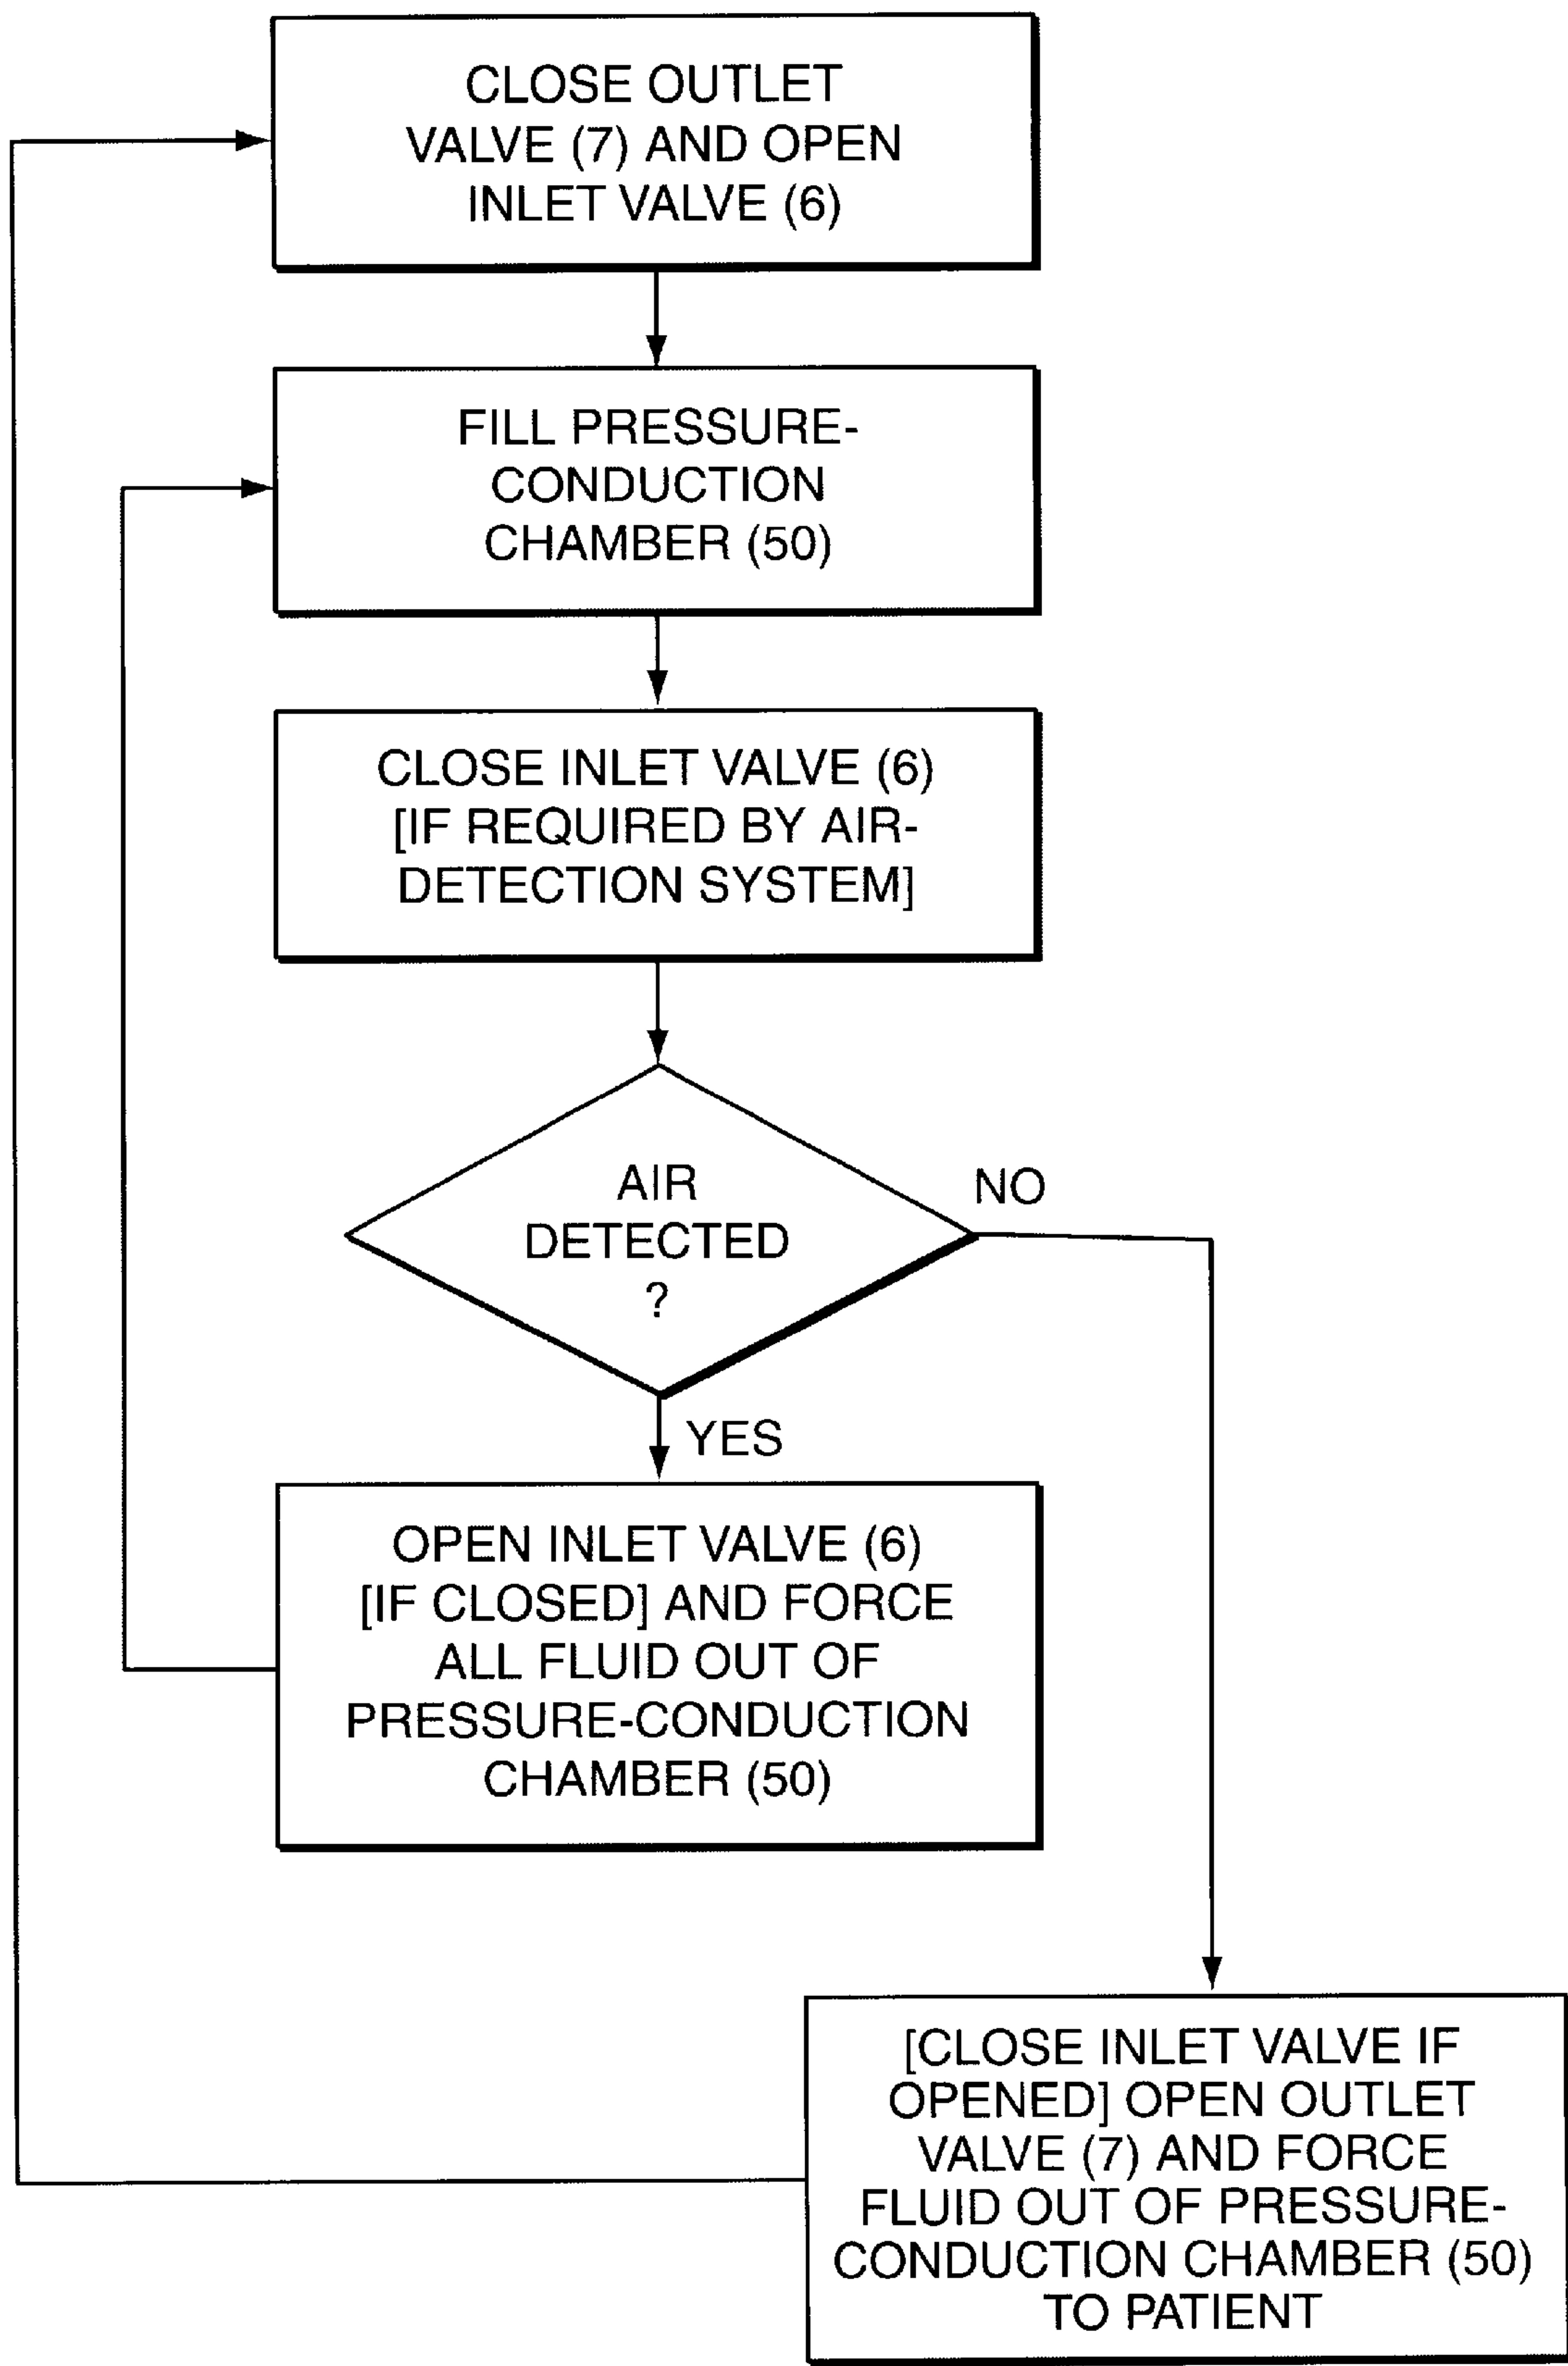 CLOSE OUTLET
VALVE (7) AND OPEN
INLET VALVE (6)
FILL PRESSURE-
CONDUCTION
CHAMBER (50)
CLOSE INLET VALVE (6)
[IF REQUIRED BY AIR-
DETECTION SYSTEM]
AIR
DETECTED
?
NO
YES
OPEN INLET VALVE (6)
[IF CLOSED] AND FORCE
ALL FLUID OUT OF
PRESSURE-CONDUCTION
CHAMBER (50)
[CLOSE INLET VALVE IF
OPENED] OPEN OUTLET
VALVE (7) AND FORCE
FLUID OUT OF PRESSURE-
CONDUCTION CHAMBER (50)
TO PATIENT